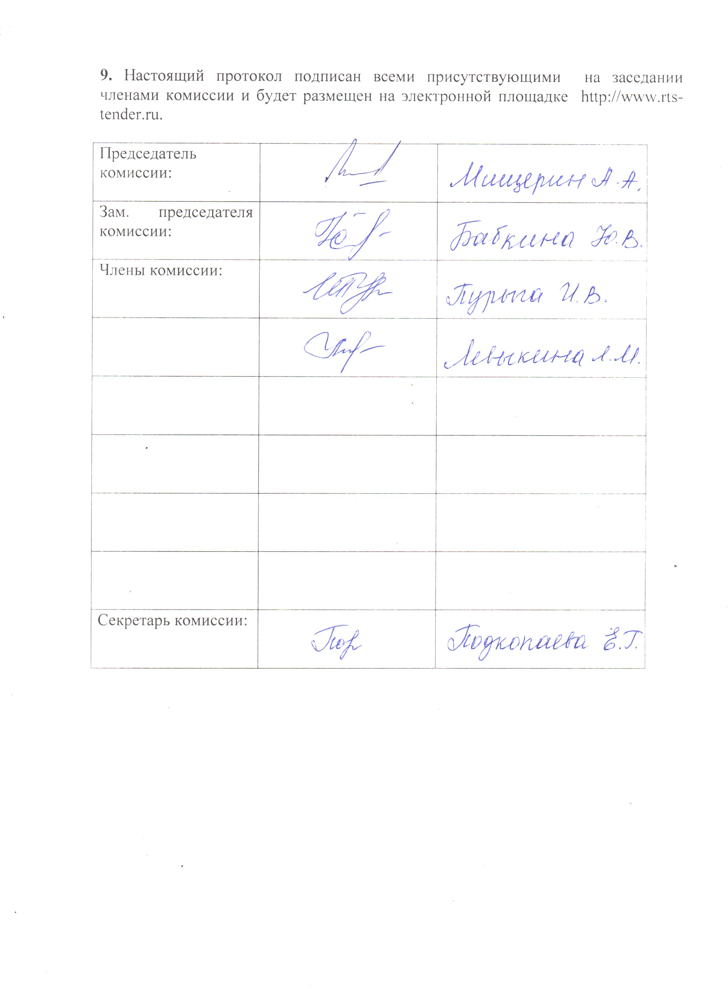 9. Настоящий протокол подписан всеми присутствующими на заседании
членами комиссии и будет размещен на электронной площадке http://www.rts-
tender.ru.
Председатель
комиссии:
Мищерин А.А.
Зам. председателя
комиссии:
Бабкина Ю.В.
Члены комиссии:
Пурыга И.В.
Левыкина Л.М.
Секретарь комиссии:
Подкопаева Е.Г.